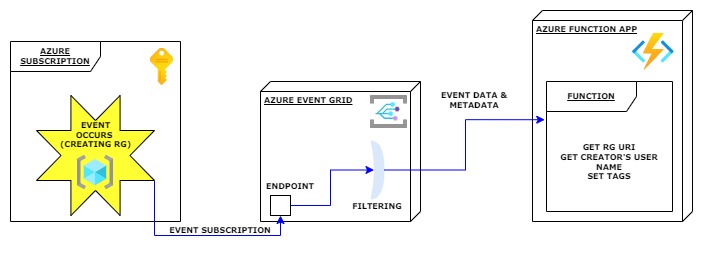 AZURE
SUBSCRIPTION
EVENT
OCCURS
(CREATING RG)
EVENT SUBSCRIPTION
AZURE EVENT GRID
ENDPOINT
FILTERING
EVENT DATA &
METADATA
AZURE FUNCTION APP
FUNCTION
GET RG URI
GET CREATOR'S USER
NAME
SET TAGS